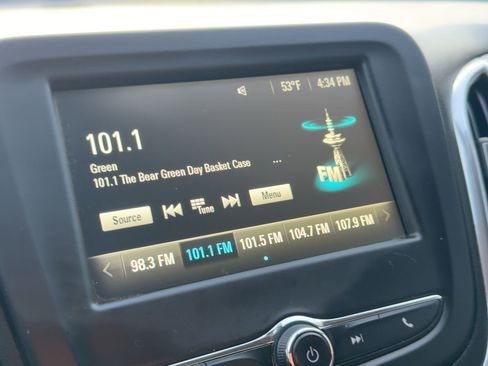 53°F 4:34 PM
101.1
Green
101.1 The Bear Green Day Basket Case ...
FM
Source Tune Menu
98.3 FM 101.1 FM 101.5 FM 104.7 FM 107.9 FM